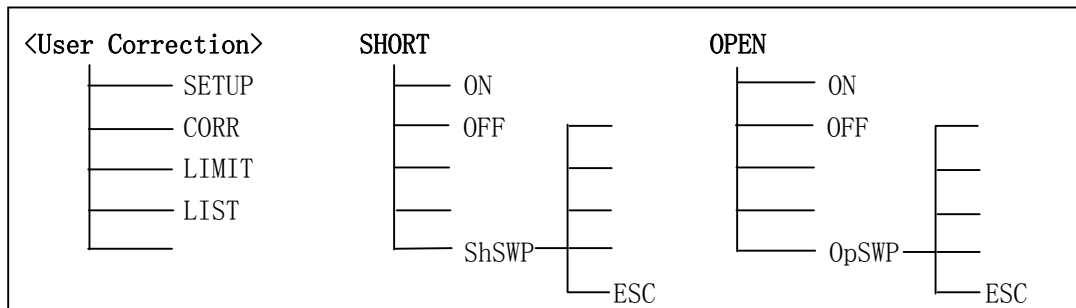 <User Correction> SHORT OPEN
SETUP ON ON
CORR OFF OFF
LIMIT
LIST
ShSWP OpSWP
ESC ESC